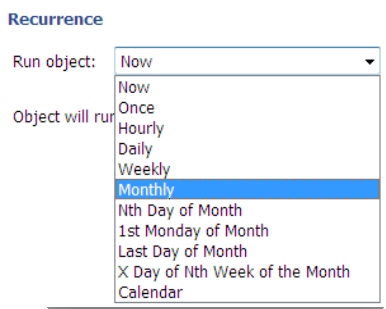 Recurrence
Run object: Now
Now
Object will rur
Once
Hourly
Daily
Weekly
Monthly
Nth Day of Month
1st Monday of Month
Last Day of Month
X Day of Nth Week of the Month
Calendar